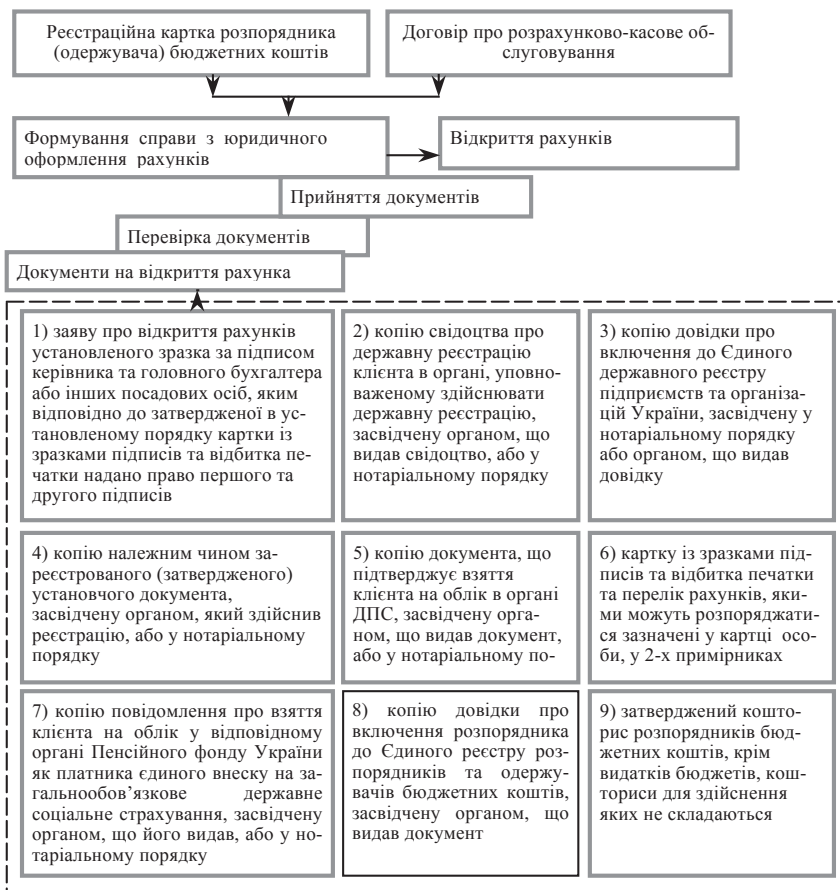 Реєстраційна картка розпорядника
(одержувача) бюджетних коштів
Договір про розрахунково-касове об-
слуговування
Формування справи з юридичного
оформлення рахунків
Відкриття рахунків
Прийняття документів
Перевірка документів
Документи на відкриття рахунка
1) заяву про відкриття рахунків
установленого зразка за підписом
керівника та головного бухгалтера
або інших посадових осіб, яким
відповідно до затвердженої в ус-
тановленому порядку картки із
зразками підписів та відбитка пе-
чатки надано право першого та
другого підписів
2) копію свідоцтва про
державну реєстрацію
клієнта в органі, уповно-
важеному здійснювати
державну реєстрацію,
засвідчену органом, що
видав свідоцтво, або у
нотаріальному порядку
3) копію довідки про
включення до Єдиного
державного реєстру
підприємств та організа-
цій України, засвідчену у
нотаріальному порядку
або органом, що видав
довідку
4) копію належним чином за-
реєстрованого (затвердженого)
установчого документа,
засвідчену органом, який здійснив
реєстрацію, або у нотаріальному
порядку
5) копію документа, що
підтверджує взяття
клієнта на облік в органі
ДПС, засвідчену орга-
ном, що видав документ,
або у нотаріальному по-
6) картку із зразками під-
писів та відбитка печатки
та перелік рахунків, яки-
ми можуть розпоряджати-
ся зазначені у картці осо-
би, у 2-х примірниках
7) копію повідомлення про взяття
клієнта на облік у відповідному
органі Пенсійного фонду України
як платника єдиного внеску на за-
гальнообов’язкове державне
соціальне страхування, засвідчену
органом, що його видав, або у но-
таріальному порядку
8) копію довідки про
включення розпорядника
до Єдиного реєстру роз-
порядників та одержу-
вачів бюджетних коштів,
засвідчену органом, що
видав документ
9) затверджений кошто-
рис розпорядників бюд-
жетних коштів, крім
видатків бюджетів, кош-
ториси для здійснення
яких не складаються